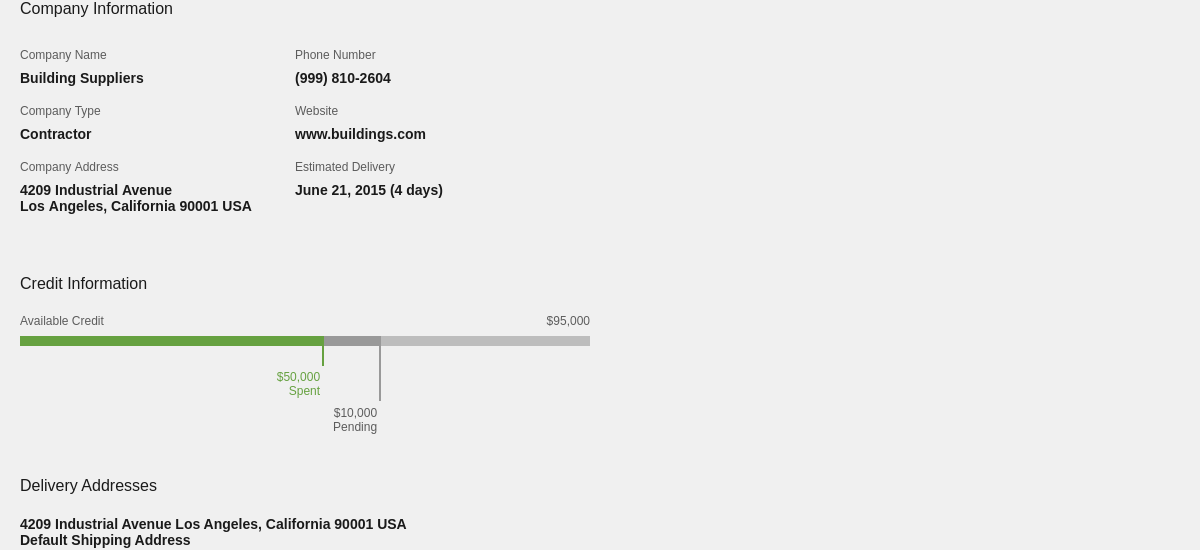 Company Information
Company Name
Building Suppliers
Phone Number
(999) 810-2604
Company Type
Contractor
Website
www.buildings.com
Company Address
4209 Industrial Avenue
Los Angeles, California 90001 USA
Estimated Delivery
June 21, 2015 (4 days)
Credit Information
Available Credit
$95,000
$50,000
Spent
$10,000
Pending
Delivery Addresses
4209 Industrial Avenue Los Angeles, California 90001 USA
Default Shipping Address